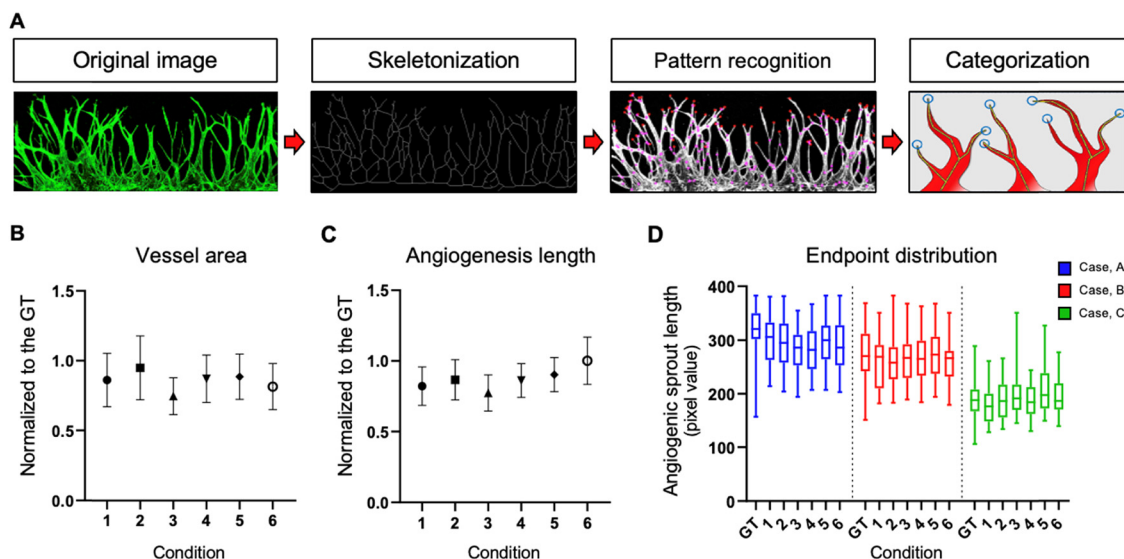 A
Original image
Skeletonization
Pattern recognition
Categorization
B
Vessel area
Normalized to the GT
1.5
1.0
0.5
0.0
1 2 3 4 5 6
Condition
C
Angiogenesis length
Normalized to the GT
1.5
1.0
0.5
0.0
1 2 3 4 5 6
Condition
D
Endpoint distribution
Angiogenic sprout length
(pixel value)
400
300
200
100
0
GT 1 2 3 4 5 6 GT 1 2 3 4 5 6 GT 1 2 3 4 5 6
Condition
Case, A
Case, B
Case, C